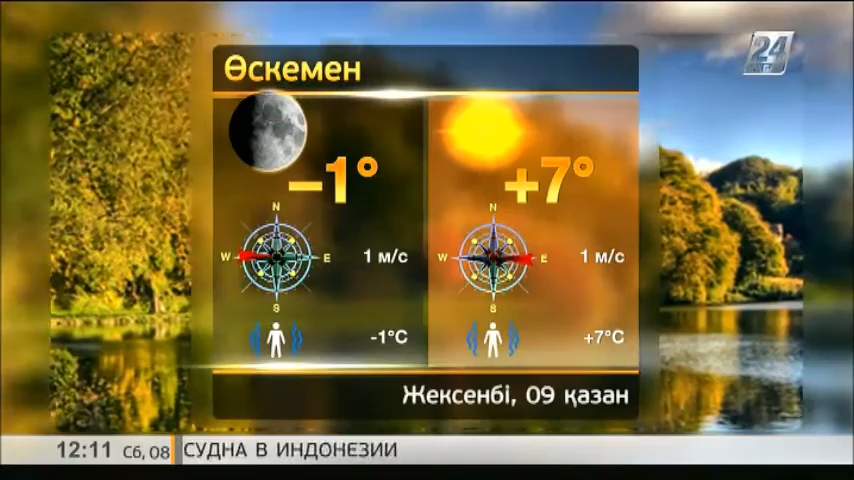 24
Өскемен
–1° +7°
N N
W E 1 м/с W E 1 м/с
S S
-1°C +7°C
Жексенбі, 09 қазан
12:11 Сб, 08 СУДНА В ИНДОНЕЗИИ